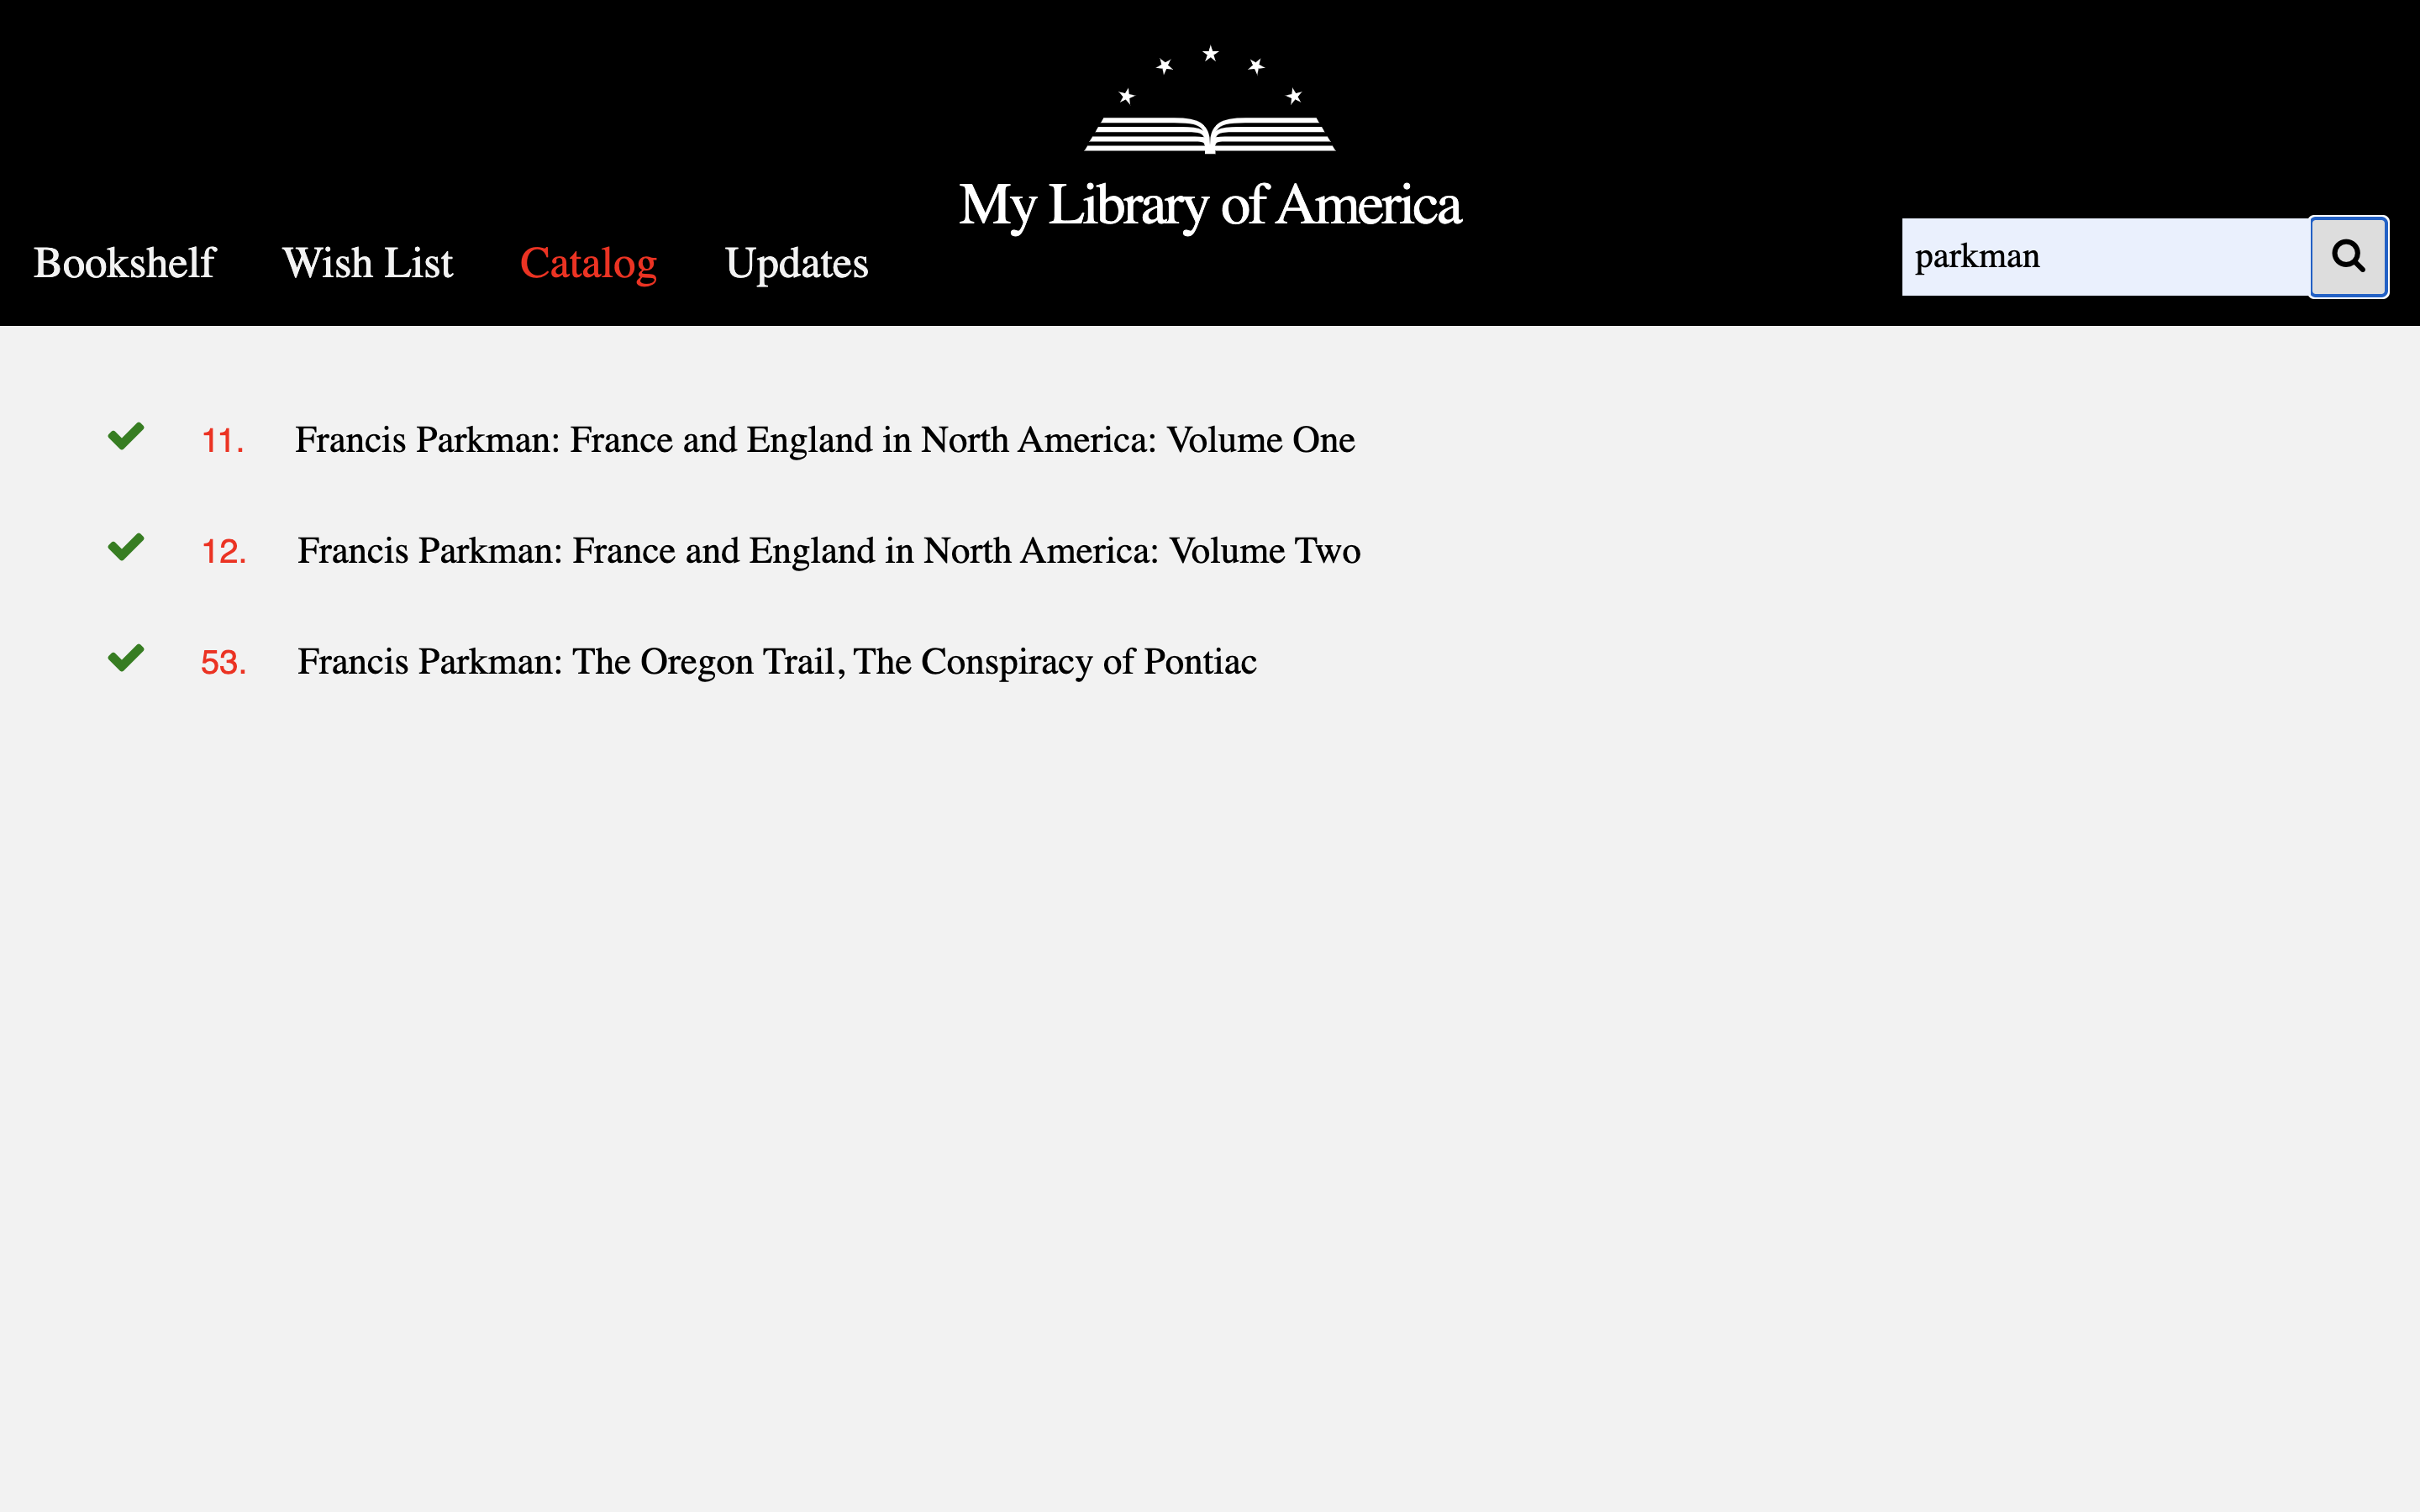 My Library of America
Bookshelf Wish List Catalog Updates
parkman
11. Francis Parkman: France and England in North America: Volume One
12. Francis Parkman: France and England in North America: Volume Two
53. Francis Parkman: The Oregon Trail, The Conspiracy of Pontiac